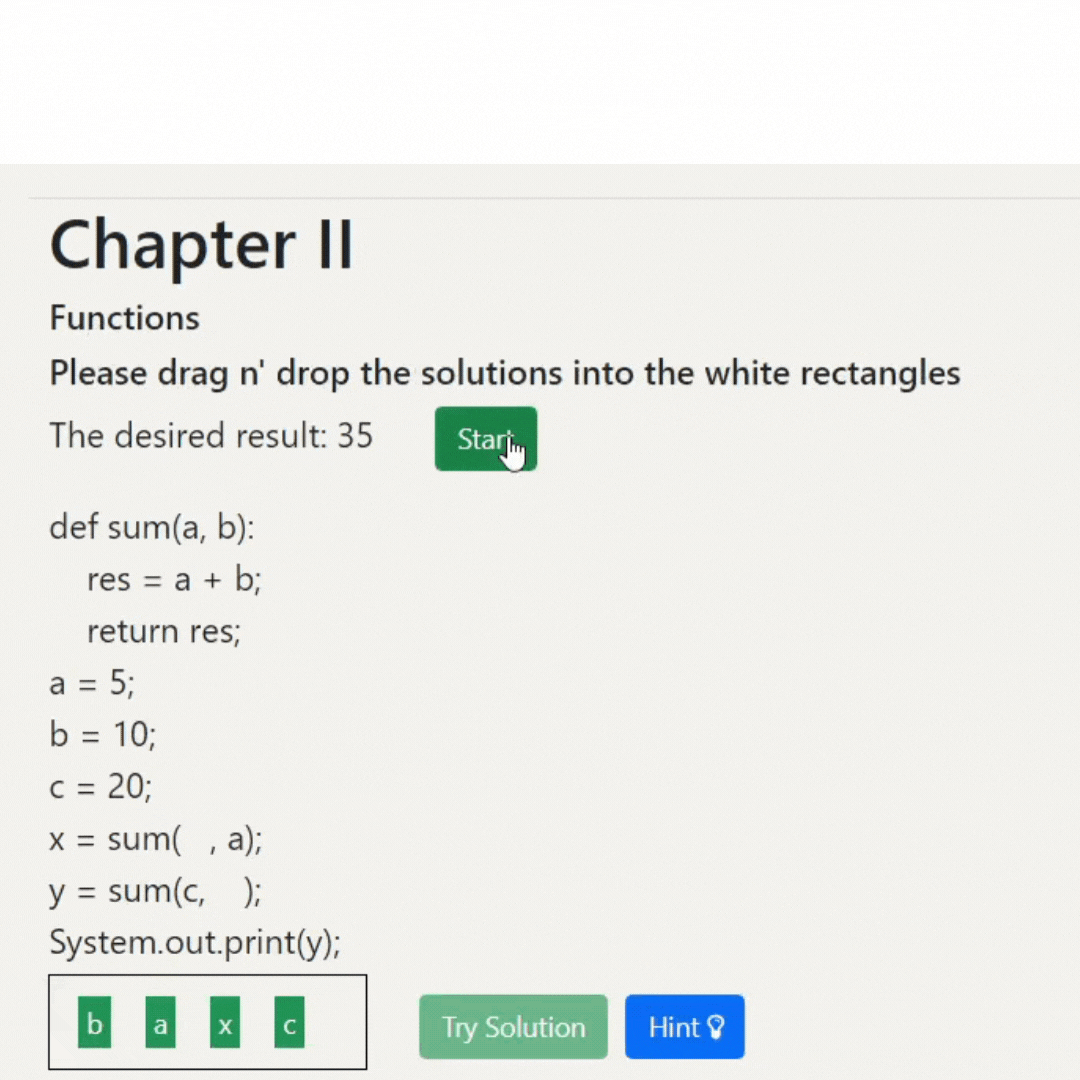 Chapter II
Functions
Please drag n' drop the solutions into the white rectangles
The desired result: 35 Start
def sum(a, b):
res = a + b;
return res;
a = 5;
b = 10;
c = 20;
x = sum( , a);
y = sum(c, );
System.out.print(y);
b a x c Try Solution Hint